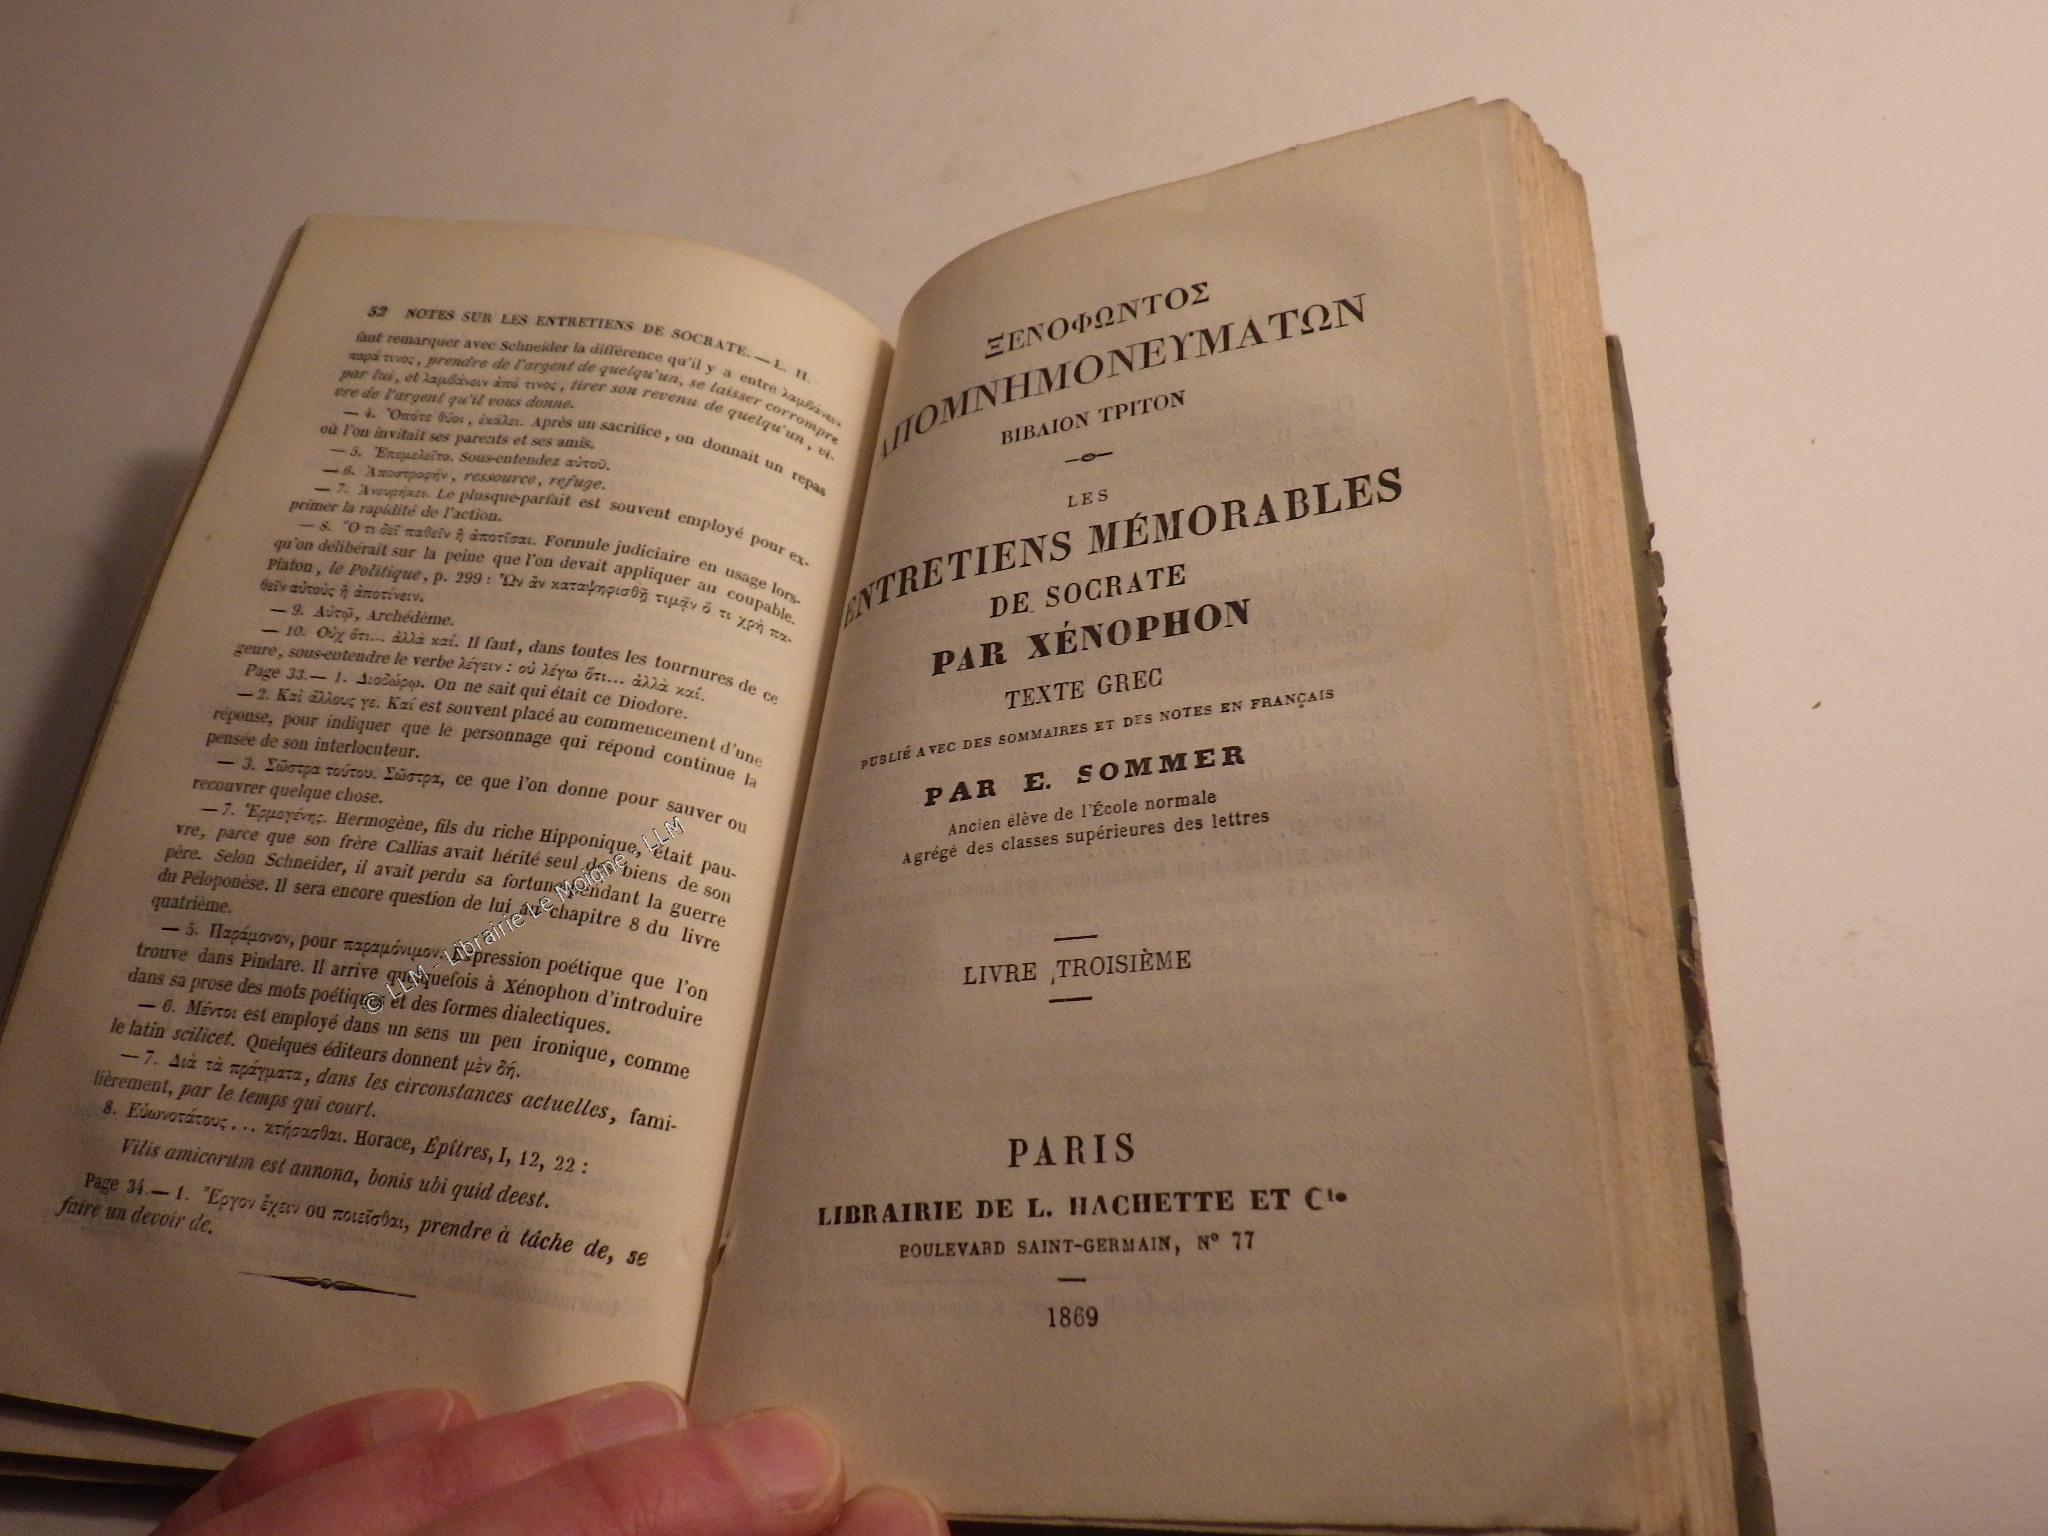 52 NOTES SUR LES ENTRETIENS DE SOCRATE. — L. II.
faut remarquer avec Schneider la différence qu'il y a entre λαμβάνειν
παρά τινος, prendre de l'argent de quelqu'un, se laisser corrompre
par lui, et λαμβάνειν ἀπό τινος, tirer son revenu de quelqu'un, vi-
vre de l'argent qu'il vous donne.
— 4. Ὁπότε θύοι, ἐκάλει. Après un sacrifice, on donnait un repas
où l'on invitait ses parents et ses amis.
— 5. Ἐπεμελεῖτο. Sous-entendez αὐτοῦ.
— 6. Ἀποστροφήν, ressource, refuge.
— 7. Ἀνευρήκει. Le plusque-parfait est souvent employé pour ex-
primer la rapidité de l'action.
— 8. Ὅ τι δεῖ παθεῖν ἢ ἀποτῖσαι. Formule judiciaire en usage lors-
qu'on délibérait sur la peine que l'on devait appliquer au coupable.
Platon, le Politique, p. 299 : Ὧν ἂν καταψηφισθῇ τιμᾷν ὅ τι χρὴ πα-
θεῖν αὐτοὺς ἢ ἀποτίνειν.
— 9. Αὐτῷ, Archédème.
— 10. Οὐχ ὅτι... ἀλλὰ καί. Il faut, dans toutes les tournures de ce
geure, sous-entendre le verbe λέγειν : οὐ λέγω ὅτι... ἀλλὰ καί.
Page 33. — 1. Διοδώρῳ. On ne sait qui était ce Diodore.
— 2. Καὶ ἄλλους γε. Καί est souvent placé au commencement d'une
réponse, pour indiquer que le personnage qui répond continue la
pensée de son interlocuteur.
— 3. Σῶστρα τούτου. Σῶστρα, ce que l'on donne pour sauver ou
recouvrer quelque chose.
— 7. Ἑρμογένης. Hermogène, fils du riche Hipponique, était pau-
vre, parce que son frère Callias avait hérité seul des biens de son
père. Selon Schneider, il avait perdu sa fortune pendant la guerre
du Péloponèse. Il sera encore question de lui au chapitre 8 du livre
quatrième.
— 5. Παράμονον, pour παραμόνιμον, expression poétique que l'on
trouve dans Pindare. Il arrive quelquefois à Xénophon d'introduire
dans sa prose des mots poétiques et des formes dialectiques.
— 6. Μέντοι est employé dans un sens un peu ironique, comme
le latin scilicet. Quelques éditeurs donnent μὲν δή.
— 7. Διὰ τὰ πράγματα, dans les circonstances actuelles, fami-
lièrement, par le temps qui court.
8. Εὐωνοτάτους... κτήσασθαι. Horace, Épîtres, I, 12, 22 :
Vilis amicorum est annona, bonis ubi quid deest.
Page 34. — 1. Ἔργον ἔχειν ou ποιεῖσθαι, prendre à tâche de, se
faire un devoir de.
© LLM - Librairie Le Moigne - LLM
ΞΕΝΟΦΩΝΤΟΣ
ΑΠΟΜΝΗΜΟΝΕΥΜΑΤΩΝ
ΒΙΒΛΙΟΝ ΤΡΙΤΟΝ
LES
ENTRETIENS MÉMORABLES
DE SOCRATE
PAR XÉNOPHON
TEXTE GREC
PUBLIÉ AVEC DES SOMMAIRES ET DES NOTES EN FRANÇAIS
PAR E. SOMMER
Ancien élève de l'École normale
Agrégé des classes supérieures des lettres
LIVRE TROISIÈME
PARIS
LIBRAIRIE DE L. HACHETTE ET Cie
BOULEVARD SAINT-GERMAIN, N° 77
1869